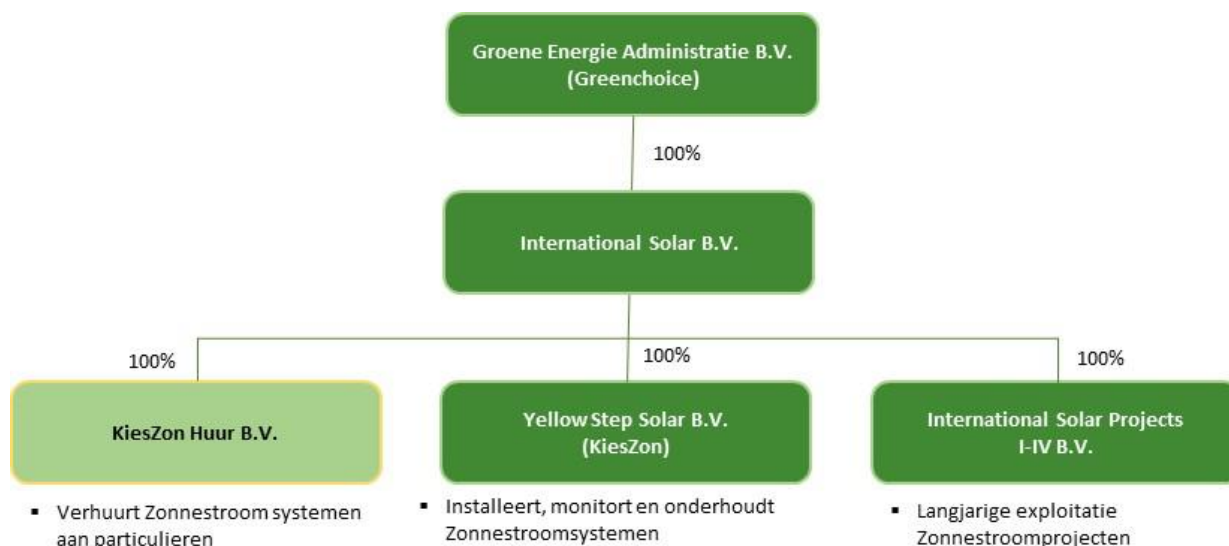 Groene Energie Administratie B.V.
(Greenchoice)
100%
International Solar B.V.
100%
100%
100%
KiesZon Huur B.V.
Yellow Step Solar B.V.
(KiesZon)
International Solar Projects
I-IV B.V.
▪ Verhuurt Zonnestroom systemen
aan particulieren
▪ Installeert, monitort en onderhoudt
Zonnestroomsystemen
▪ Langjarige exploitatie
Zonnestroomprojecten